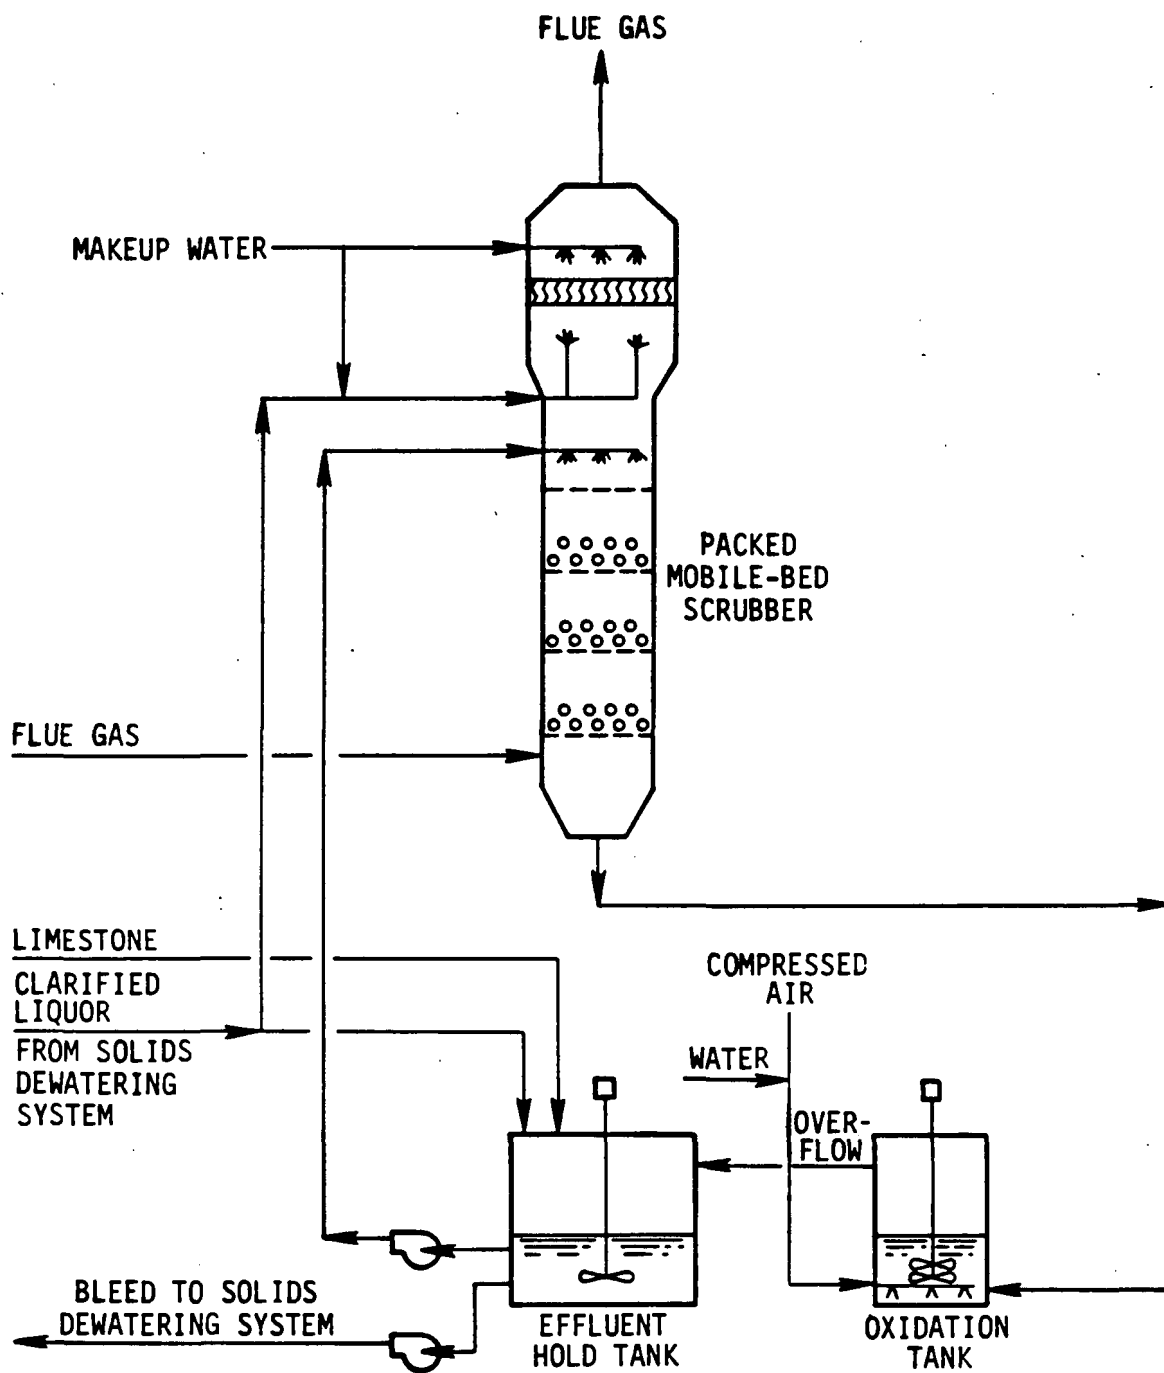 FLUE GAS
MAKEUP WATER
PACKED
MOBILE-BED
SCRUBBER
FLUE GAS
LIMESTONE
CLARIFIED
LIQUOR
FROM SOLIDS
DEWATERING
SYSTEM
COMPRESSED
AIR
WATER
OVER-
FLOW
BLEED TO SOLIDS
DEWATERING SYSTEM
EFFLUENT
HOLD TANK
OXIDATION
TANK